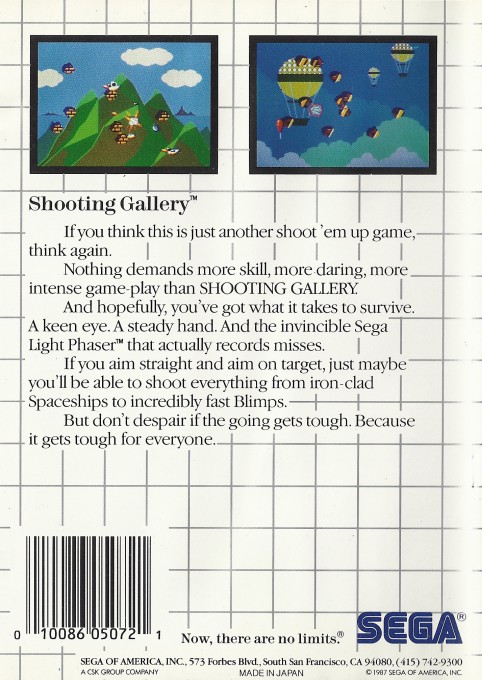 Shooting Gallery™
If you think this is just another shoot 'em up game,
think again.
Nothing demands more skill, more daring, more
intense game-play than SHOOTING GALLERY.
And hopefully, you've got what it takes to survive.
A keen eye. A steady hand. And the invincible Sega
Light Phaser™ that actually records misses.
If you aim straight and aim on target, just maybe
you'll be able to shoot everything from iron-clad
Spaceships to incredibly fast Blimps.
But don't despair if the going gets tough. Because
it gets tough for everyone.
0 10086 05072 1
Now, there are no limits.® SEGA®
SEGA OF AMERICA, INC., 573 Forbes Blvd., South San Francisco, CA 94080, (415) 742-9300
A CSK GROUP COMPANY MADE IN JAPAN ©1987 SEGA OF AMERICA, INC.